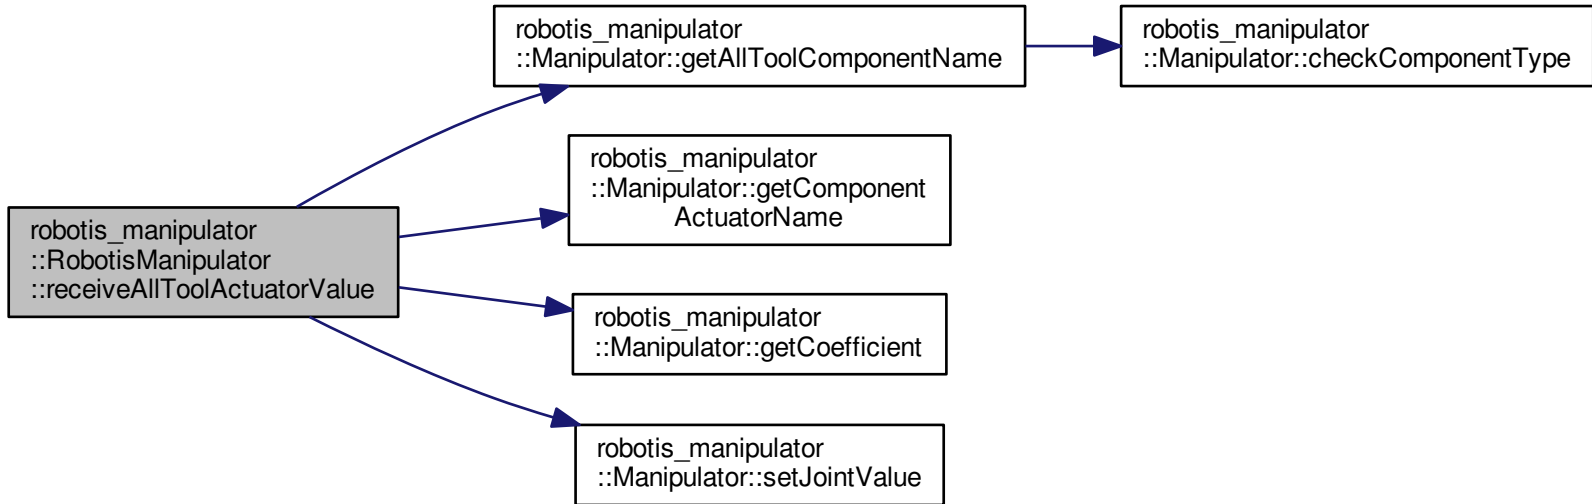 robotis_manipulator
::RobotisManipulator
::receiveAllToolActuatorValue
robotis_manipulator
::Manipulator::getAllToolComponentName
robotis_manipulator
::Manipulator::checkComponentType
robotis_manipulator
::Manipulator::getComponent
ActuatorName
robotis_manipulator
::Manipulator::getCoefficient
robotis_manipulator
::Manipulator::setJointValue